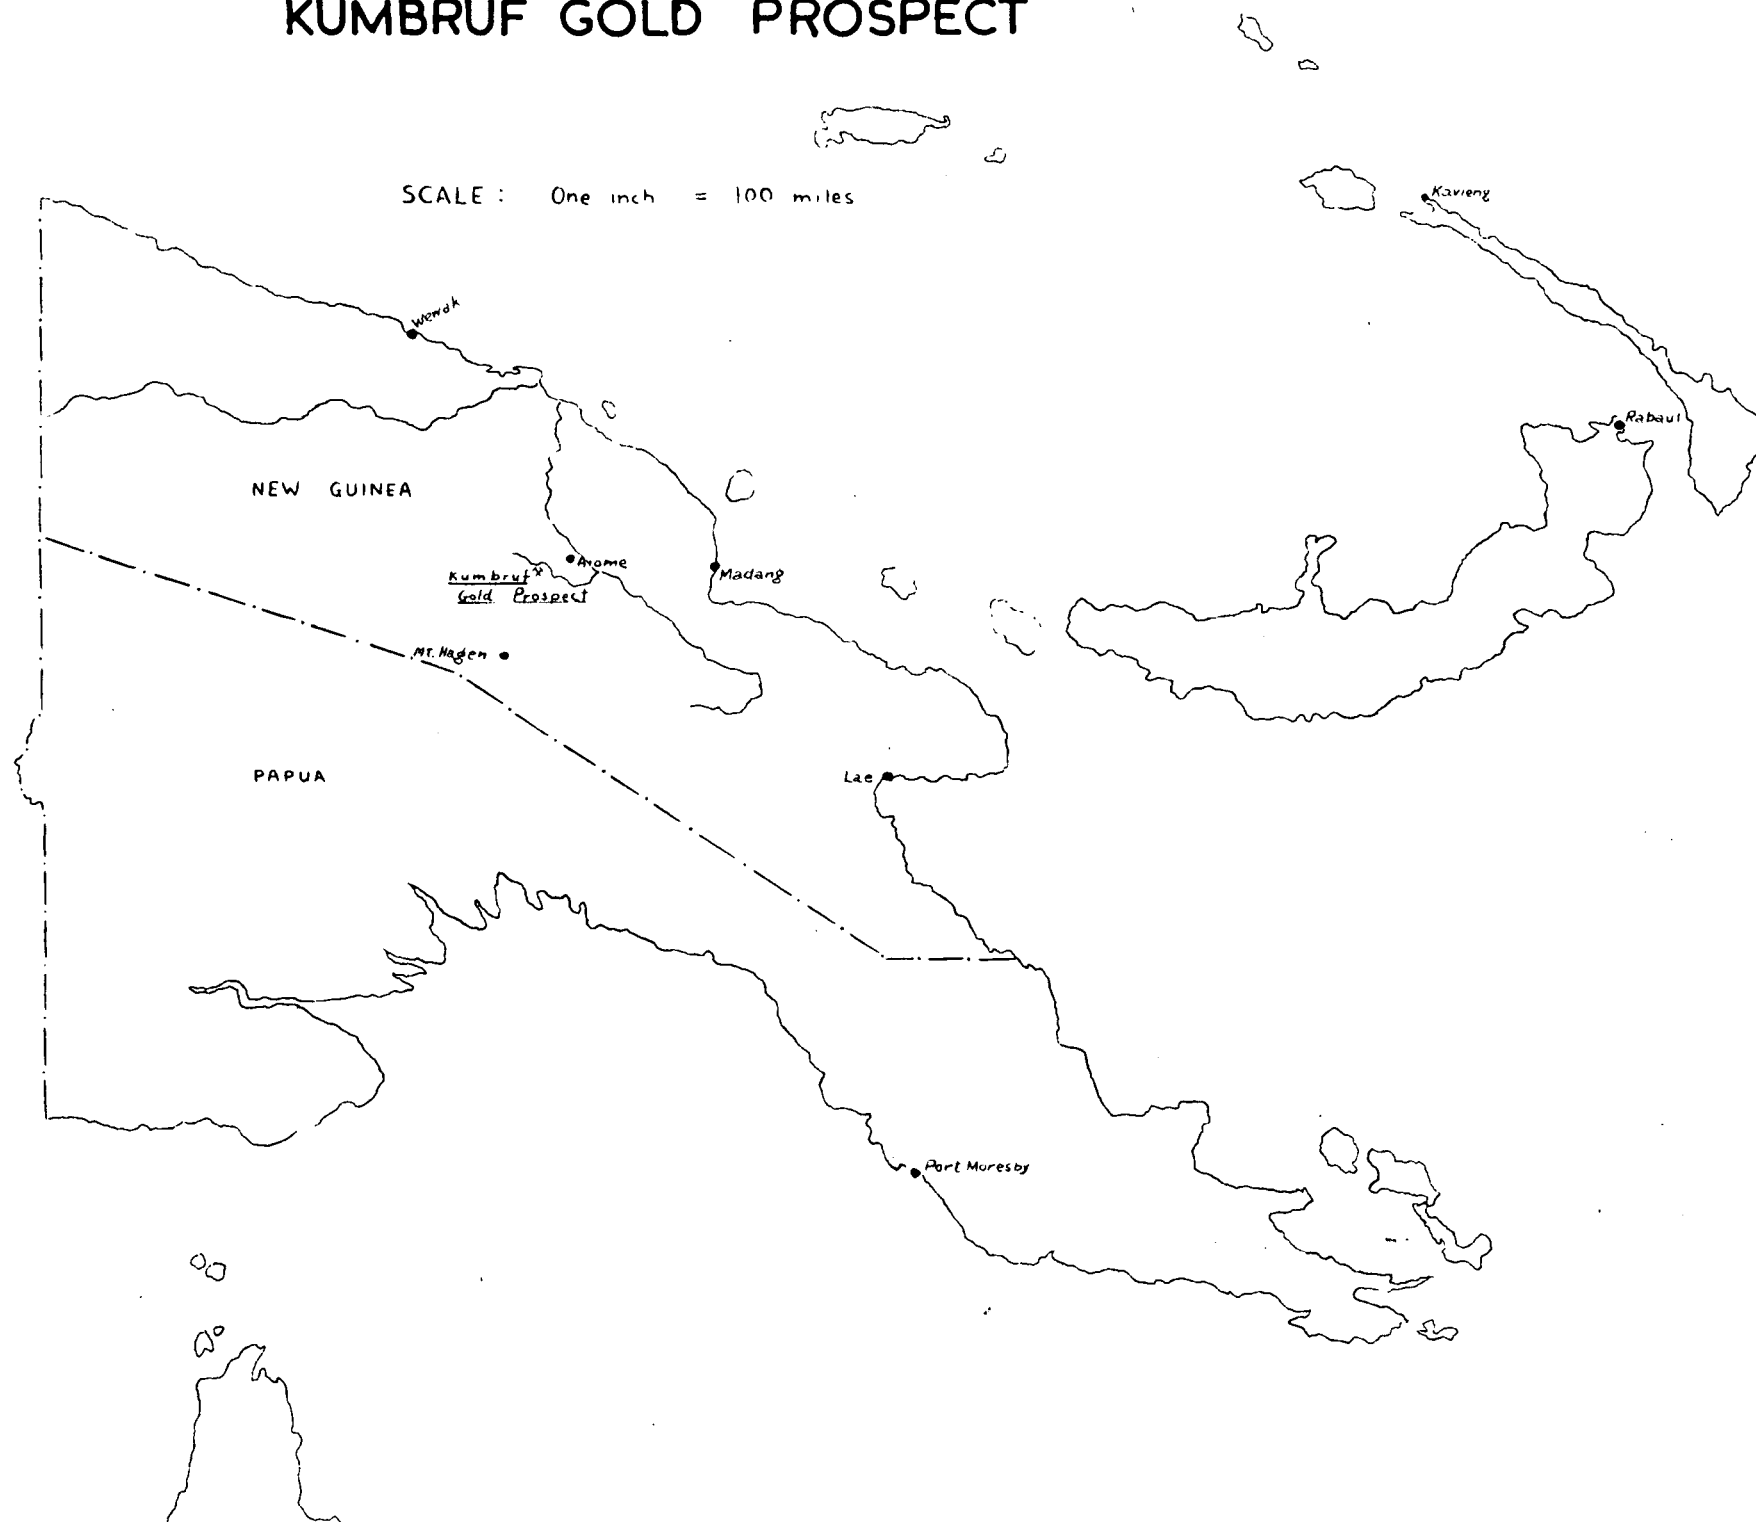 KUMBRUF GOLD PROSPECT
SCALE : One inch = 100 miles
Kavieng
Wewak
Rabaul
NEW GUINEA
Aiome
Kumbruf
Gold Prospect
Madang
MT. Hagen
PAPUA
Lae
Port Moresby